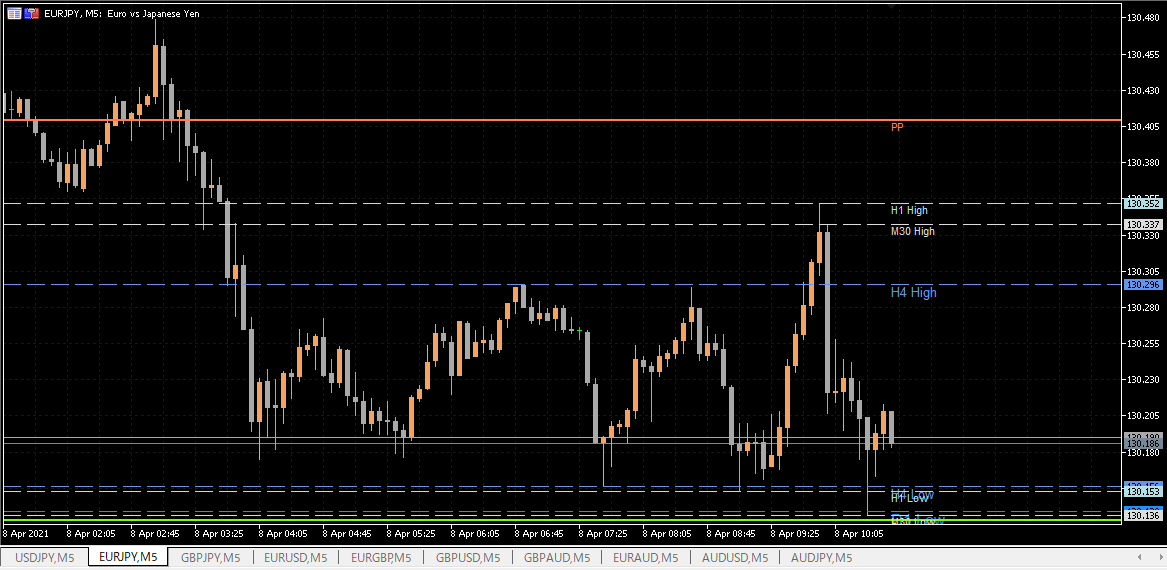 EURJPY, M5: Euro vs Japanese Yen
130.480
130.455
130.430
130.405
PP
130.380
130.352
H1 High
130.337
M30 High
130.330
130.305
130.296
H4 High
130.280
130.255
130.230
130.205
130.190
130.186
130.180
130.153
H4 Low
H1 Low
130.136
8 Apr 2021 8 Apr 02:05 8 Apr 02:45 8 Apr 03:25 8 Apr 04:05 8 Apr 04:45 8 Apr 05:25 8 Apr 06:05 8 Apr 06:45 8 Apr 07:25 8 Apr 08:05 8 Apr 08:45 8 Apr 09:25 8 Apr 10:05
USDJPY,M5 EURJPY,M5 GBPJPY,M5 EURUSD,M5 EURGBP,M5 GBPUSD,M5 GBPAUD,M5 EURAUD,M5 AUDUSD,M5 AUDJPY,M5